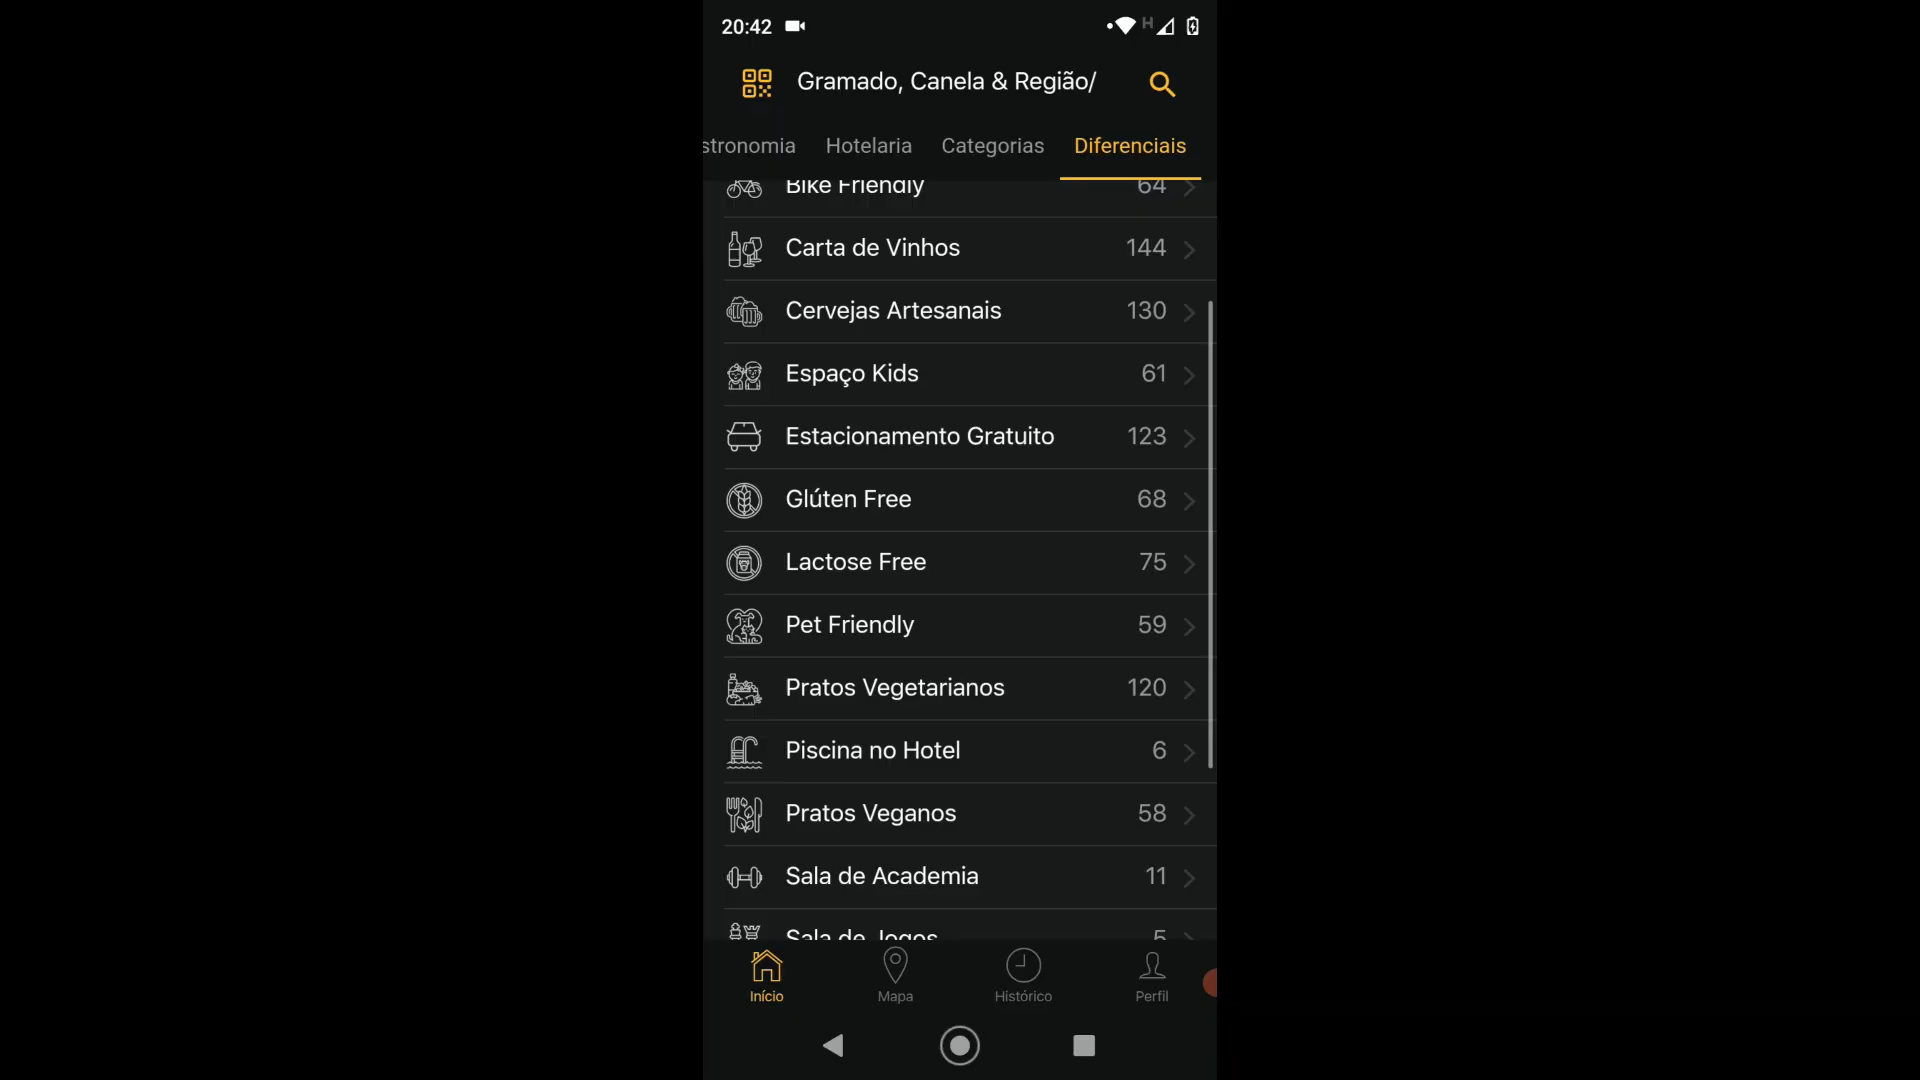 20:42
H
Gramado, Canela & Região/
stronomia Hotelaria Categorias Diferenciais
Bike Friendly 64
Carta de Vinhos 144
Cervejas Artesanais 130
Espaço Kids 61
Estacionamento Gratuito 123
Glúten Free 68
Lactose Free 75
Pet Friendly 59
Pratos Vegetarianos 120
Piscina no Hotel 6
Pratos Veganos 58
Sala de Academia 11
Sala de Jogos 5
Início Mapa Histórico Perfil